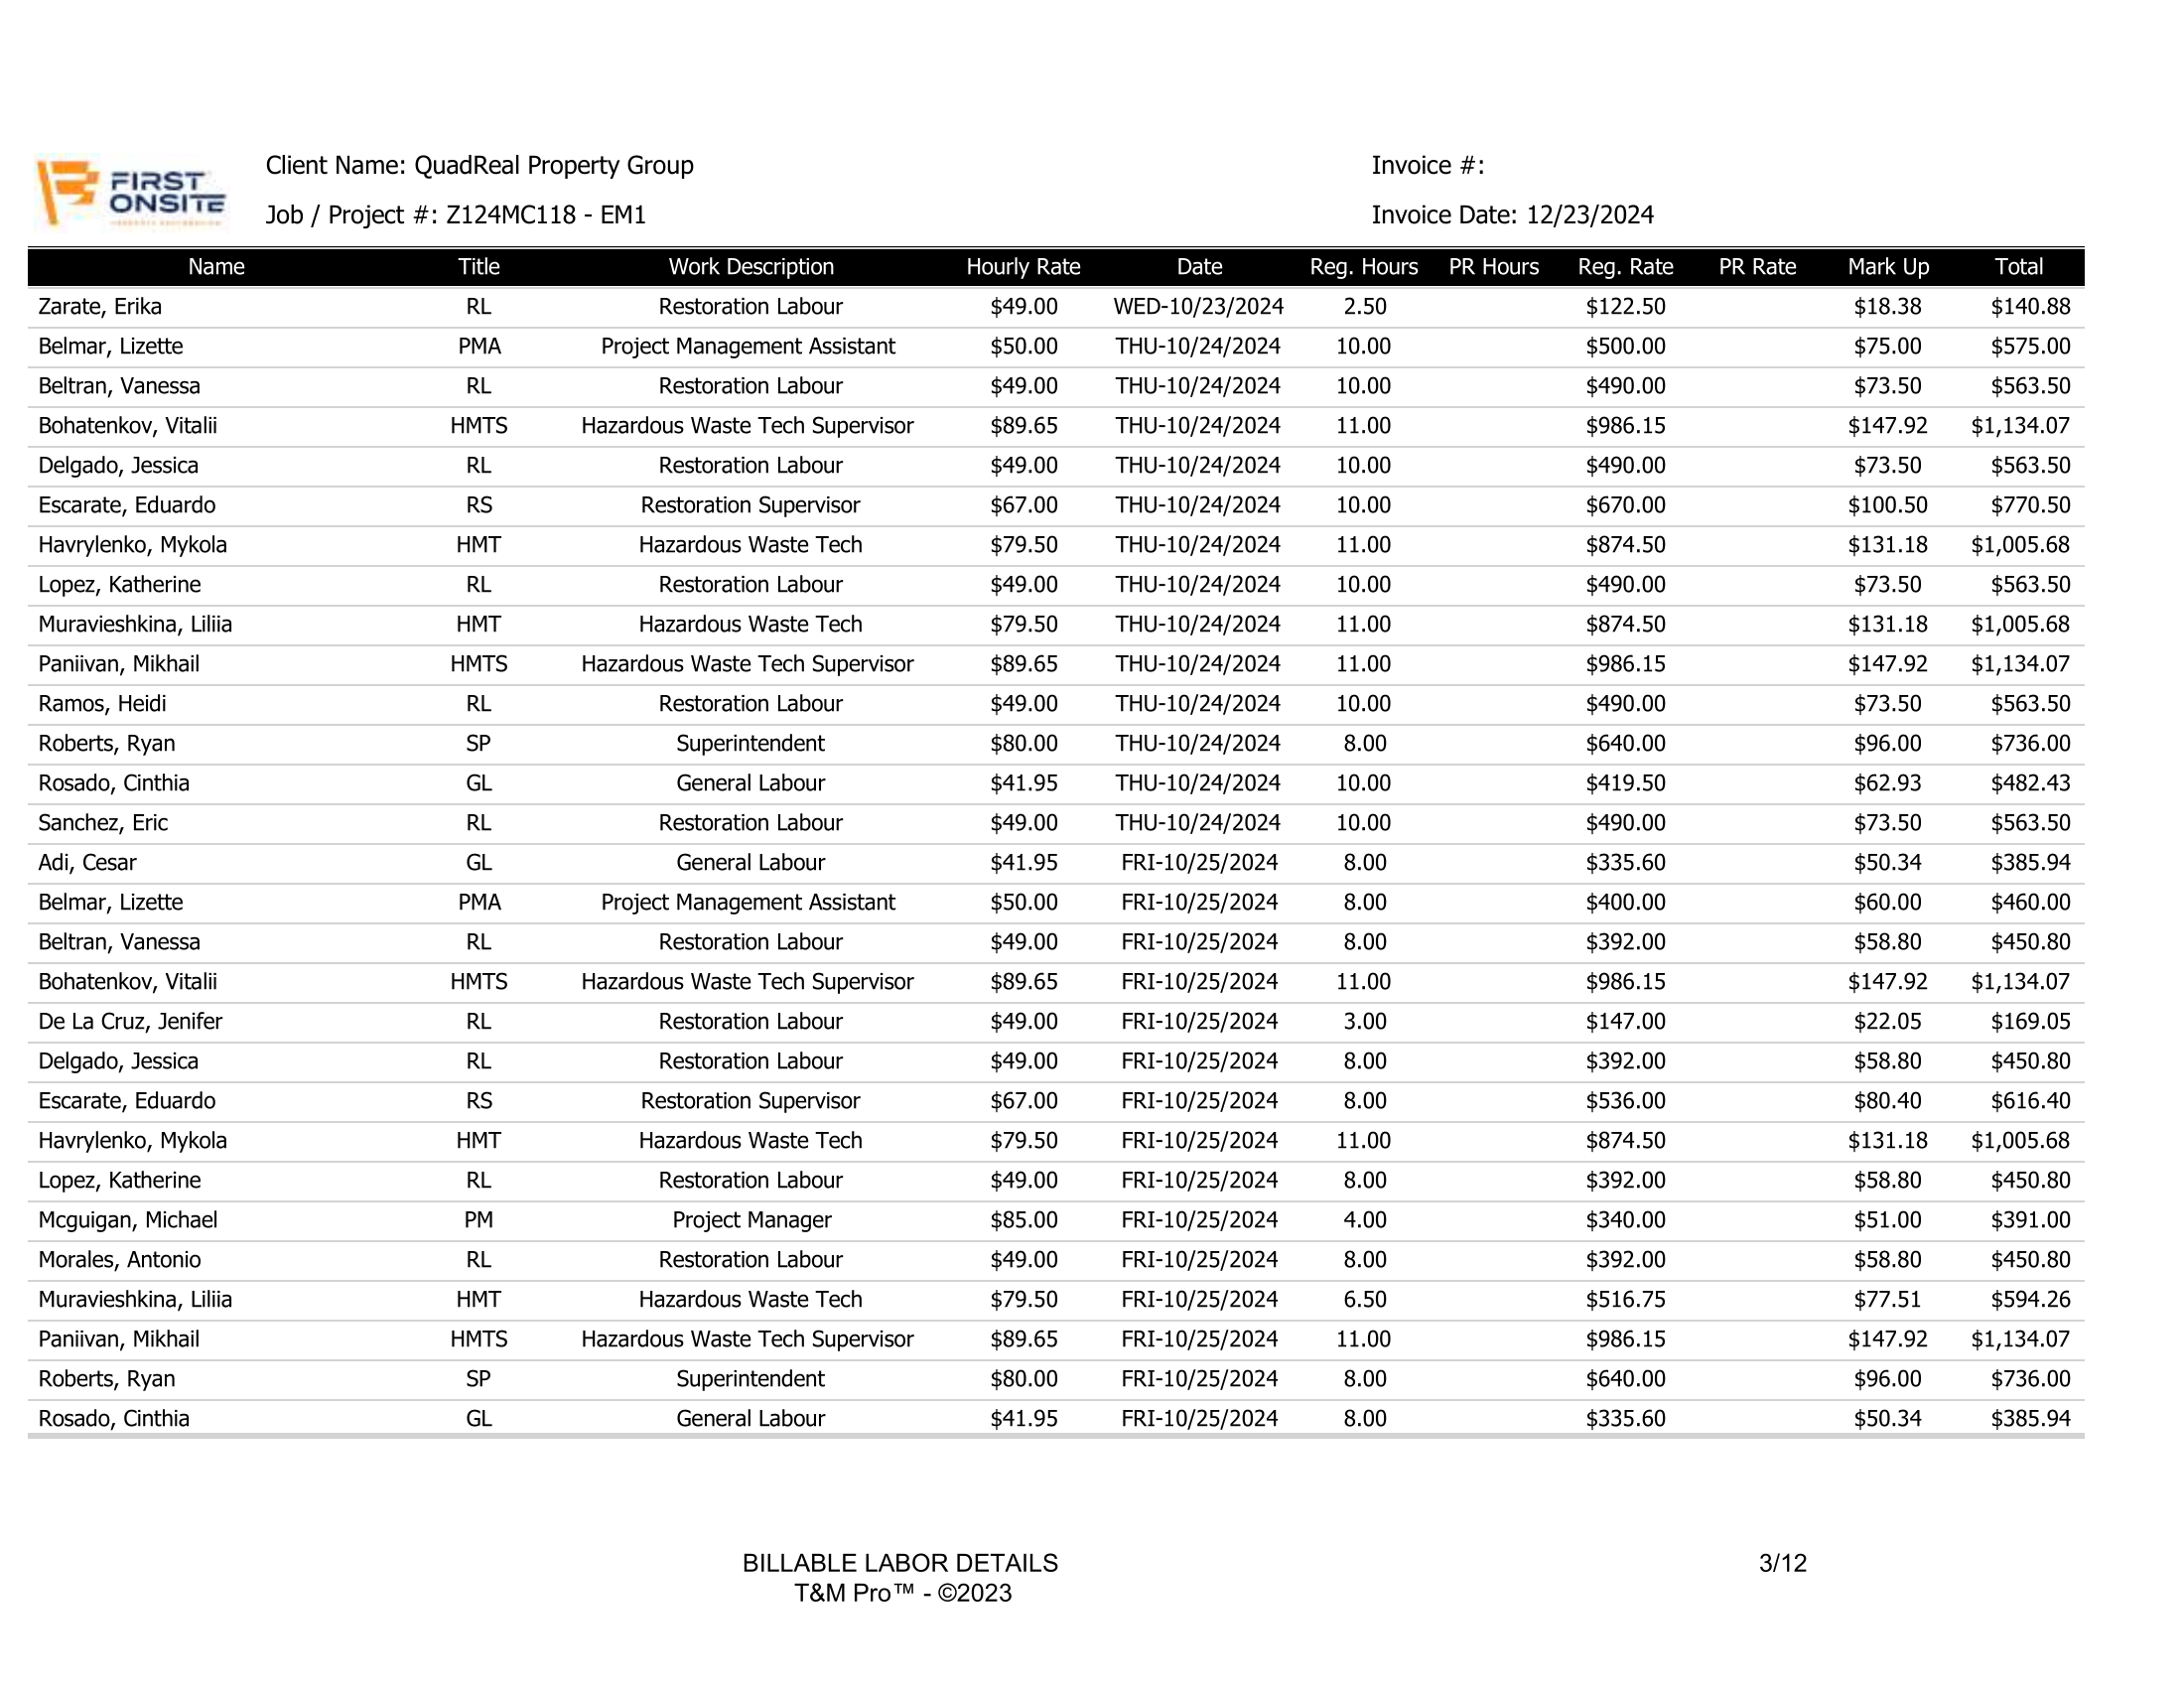 FIRST
ONSITE
Client Name: QuadReal Property Group
Invoice #:
Job / Project #: Z124MC118 - EM1
Invoice Date: 12/23/2024
Name Title Work Description Hourly Rate Date Reg. Hours PR Hours Reg. Rate PR Rate Mark Up Total
Zarate, Erika RL Restoration Labour $49.00 WED-10/23/2024 2.50 $122.50 $18.38 $140.88
Belmar, Lizette PMA Project Management Assistant $50.00 THU-10/24/2024 10.00 $500.00 $75.00 $575.00
Beltran, Vanessa RL Restoration Labour $49.00 THU-10/24/2024 10.00 $490.00 $73.50 $563.50
Bohatenkov, Vitalii HMTS Hazardous Waste Tech Supervisor $89.65 THU-10/24/2024 11.00 $986.15 $147.92 $1,134.07
Delgado, Jessica RL Restoration Labour $49.00 THU-10/24/2024 10.00 $490.00 $73.50 $563.50
Escarate, Eduardo RS Restoration Supervisor $67.00 THU-10/24/2024 10.00 $670.00 $100.50 $770.50
Havrylenko, Mykola HMT Hazardous Waste Tech $79.50 THU-10/24/2024 11.00 $874.50 $131.18 $1,005.68
Lopez, Katherine RL Restoration Labour $49.00 THU-10/24/2024 10.00 $490.00 $73.50 $563.50
Muravieshkina, Liliia HMT Hazardous Waste Tech $79.50 THU-10/24/2024 11.00 $874.50 $131.18 $1,005.68
Paniivan, Mikhail HMTS Hazardous Waste Tech Supervisor $89.65 THU-10/24/2024 11.00 $986.15 $147.92 $1,134.07
Ramos, Heidi RL Restoration Labour $49.00 THU-10/24/2024 10.00 $490.00 $73.50 $563.50
Roberts, Ryan SP Superintendent $80.00 THU-10/24/2024 8.00 $640.00 $96.00 $736.00
Rosado, Cinthia GL General Labour $41.95 THU-10/24/2024 10.00 $419.50 $62.93 $482.43
Sanchez, Eric RL Restoration Labour $49.00 THU-10/24/2024 10.00 $490.00 $73.50 $563.50
Adi, Cesar GL General Labour $41.95 FRI-10/25/2024 8.00 $335.60 $50.34 $385.94
Belmar, Lizette PMA Project Management Assistant $50.00 FRI-10/25/2024 8.00 $400.00 $60.00 $460.00
Beltran, Vanessa RL Restoration Labour $49.00 FRI-10/25/2024 8.00 $392.00 $58.80 $450.80
Bohatenkov, Vitalii HMTS Hazardous Waste Tech Supervisor $89.65 FRI-10/25/2024 11.00 $986.15 $147.92 $1,134.07
De La Cruz, Jenifer RL Restoration Labour $49.00 FRI-10/25/2024 3.00 $147.00 $22.05 $169.05
Delgado, Jessica RL Restoration Labour $49.00 FRI-10/25/2024 8.00 $392.00 $58.80 $450.80
Escarate, Eduardo RS Restoration Supervisor $67.00 FRI-10/25/2024 8.00 $536.00 $80.40 $616.40
Havrylenko, Mykola HMT Hazardous Waste Tech $79.50 FRI-10/25/2024 11.00 $874.50 $131.18 $1,005.68
Lopez, Katherine RL Restoration Labour $49.00 FRI-10/25/2024 8.00 $392.00 $58.80 $450.80
Mcguigan, Michael PM Project Manager $85.00 FRI-10/25/2024 4.00 $340.00 $51.00 $391.00
Morales, Antonio RL Restoration Labour $49.00 FRI-10/25/2024 8.00 $392.00 $58.80 $450.80
Muravieshkina, Liliia HMT Hazardous Waste Tech $79.50 FRI-10/25/2024 6.50 $516.75 $77.51 $594.26
Paniivan, Mikhail HMTS Hazardous Waste Tech Supervisor $89.65 FRI-10/25/2024 11.00 $986.15 $147.92 $1,134.07
Roberts, Ryan SP Superintendent $80.00 FRI-10/25/2024 8.00 $640.00 $96.00 $736.00
Rosado, Cinthia GL General Labour $41.95 FRI-10/25/2024 8.00 $335.60 $50.34 $385.94
BILLABLE LABOR DETAILS 3/12
T&M Pro™ - ©2023